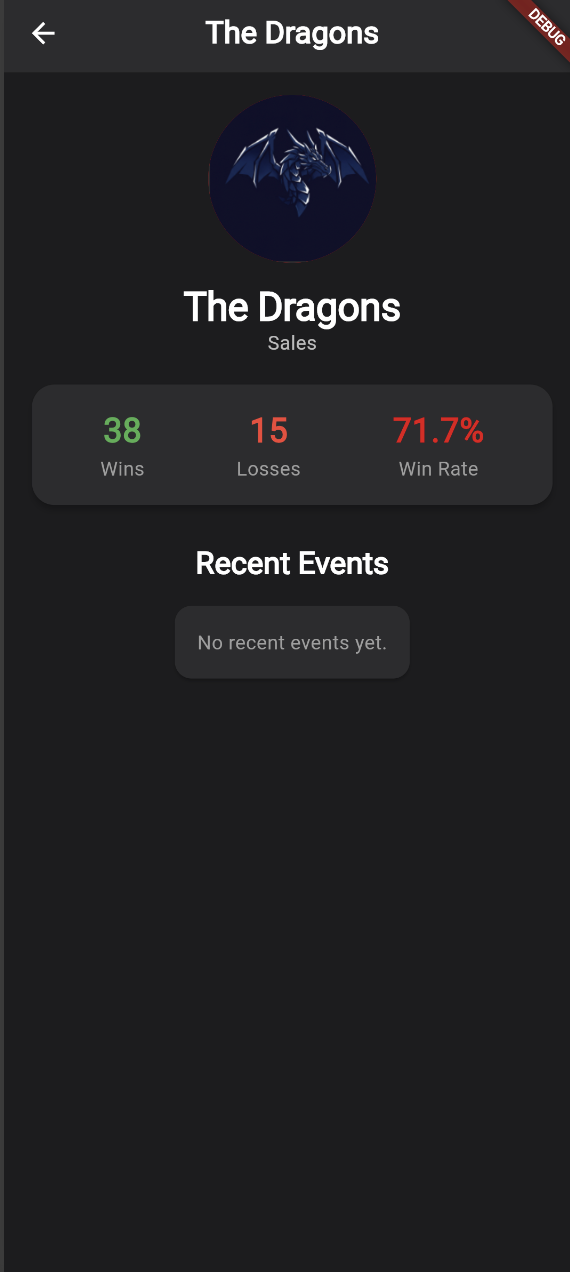 The Dragons
DEBUG
The Dragons
Sales
38 15 71.7%
Wins Losses Win Rate
Recent Events
No recent events yet.